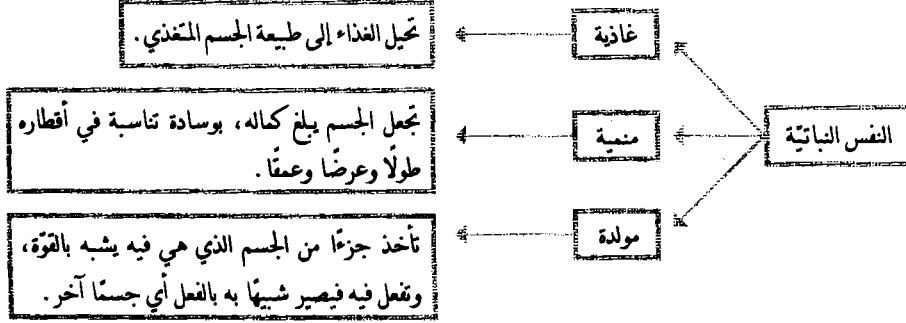 النفس النباتيّة
غاذية
تحيل الغذاء إلى طبيعة الجسم المتغذي.
منمية
تجعل الجسم يبلغ كماله، بوسادة تناسبة في أقطاره
طولًا وعرضًا وعمقًا.
مولدة
تأخذ جزءًا من الجسم الذي هي فيه يشبه بالقوّة،
وتفعل فيه فيصير شبيهًا به بالفعل أي جسمًا آخر.